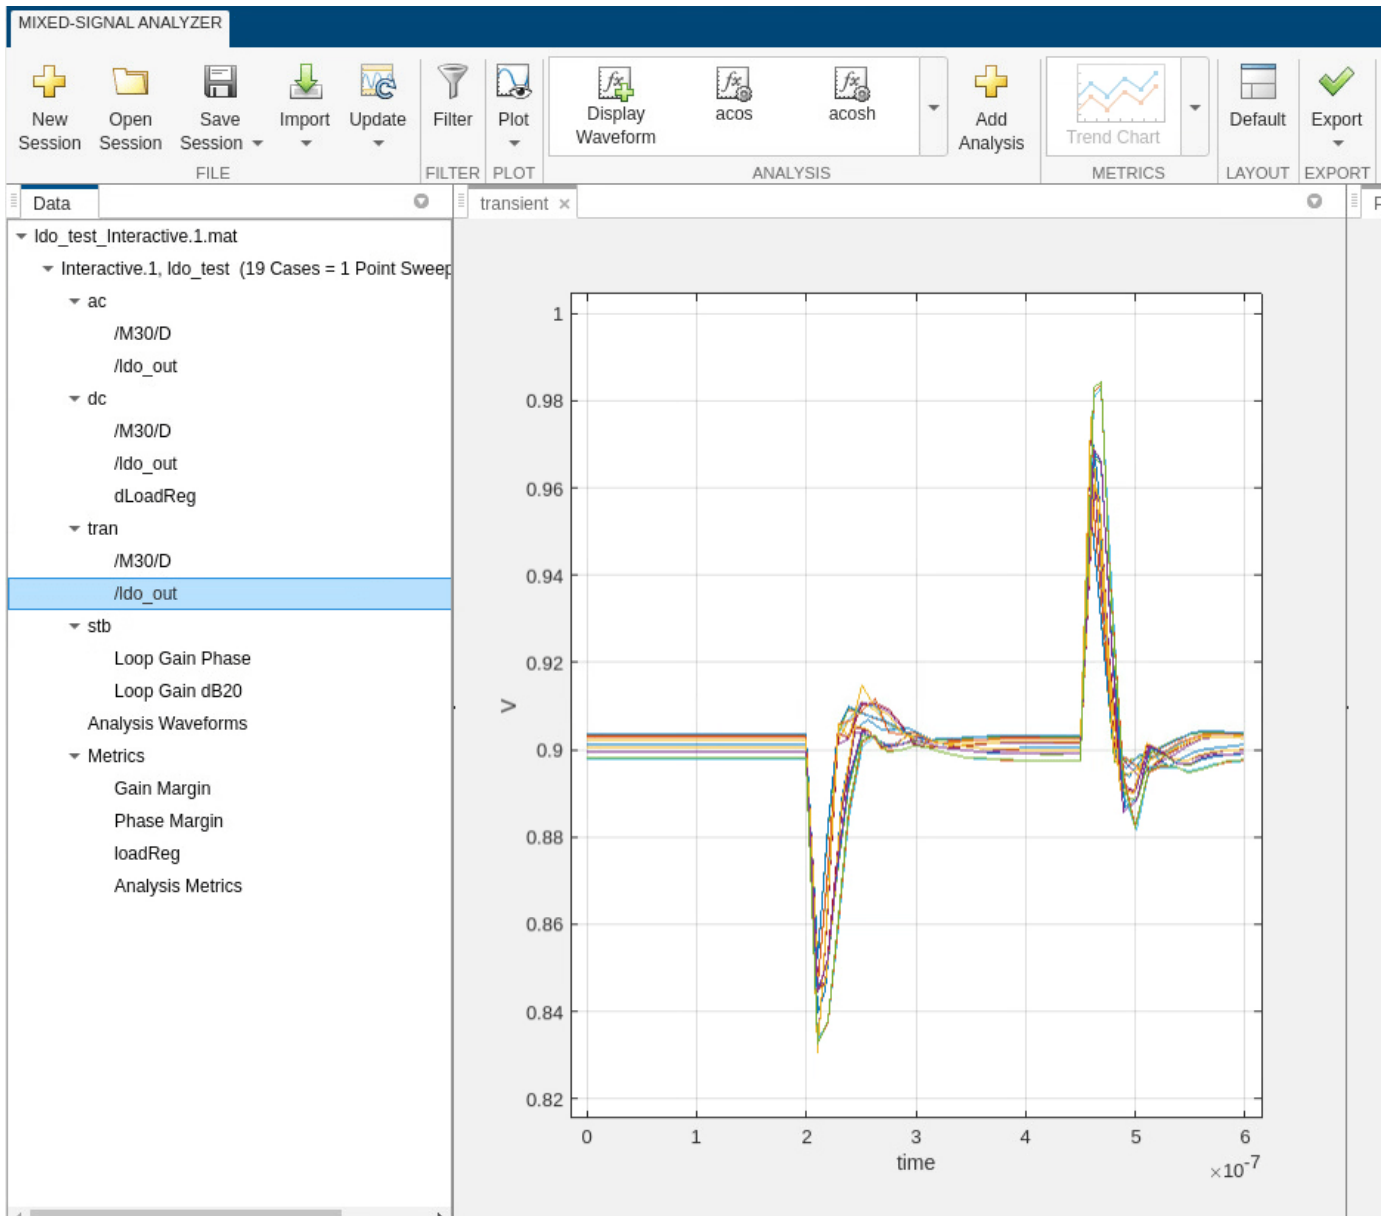 MIXED-SIGNAL ANALYZER
New Session
Open Session
Save Session
Import
Update
Filter
Plot
Display Waveform
acos
acosh
Add Analysis
Trend Chart
Default
Export
FILE
FILTER
PLOT
ANALYSIS
METRICS
LAYOUT
EXPORT
Data
transient
ldo_test_Interactive.1.mat
Interactive.1, ldo_test (19 Cases = 1 Point Sweep
ac
/M30/D
/ldo_out
dc
/M30/D
/ldo_out
dLoadReg
tran
/M30/D
/ldo_out
stb
Loop Gain Phase
Loop Gain dB20
Analysis Waveforms
Metrics
Gain Margin
Phase Margin
loadReg
Analysis Metrics
1
0.98
0.96
0.94
0.92
0.9
0.88
0.86
0.84
0.82
V
0 1 2 3 4 5 6
time
×10⁻⁷